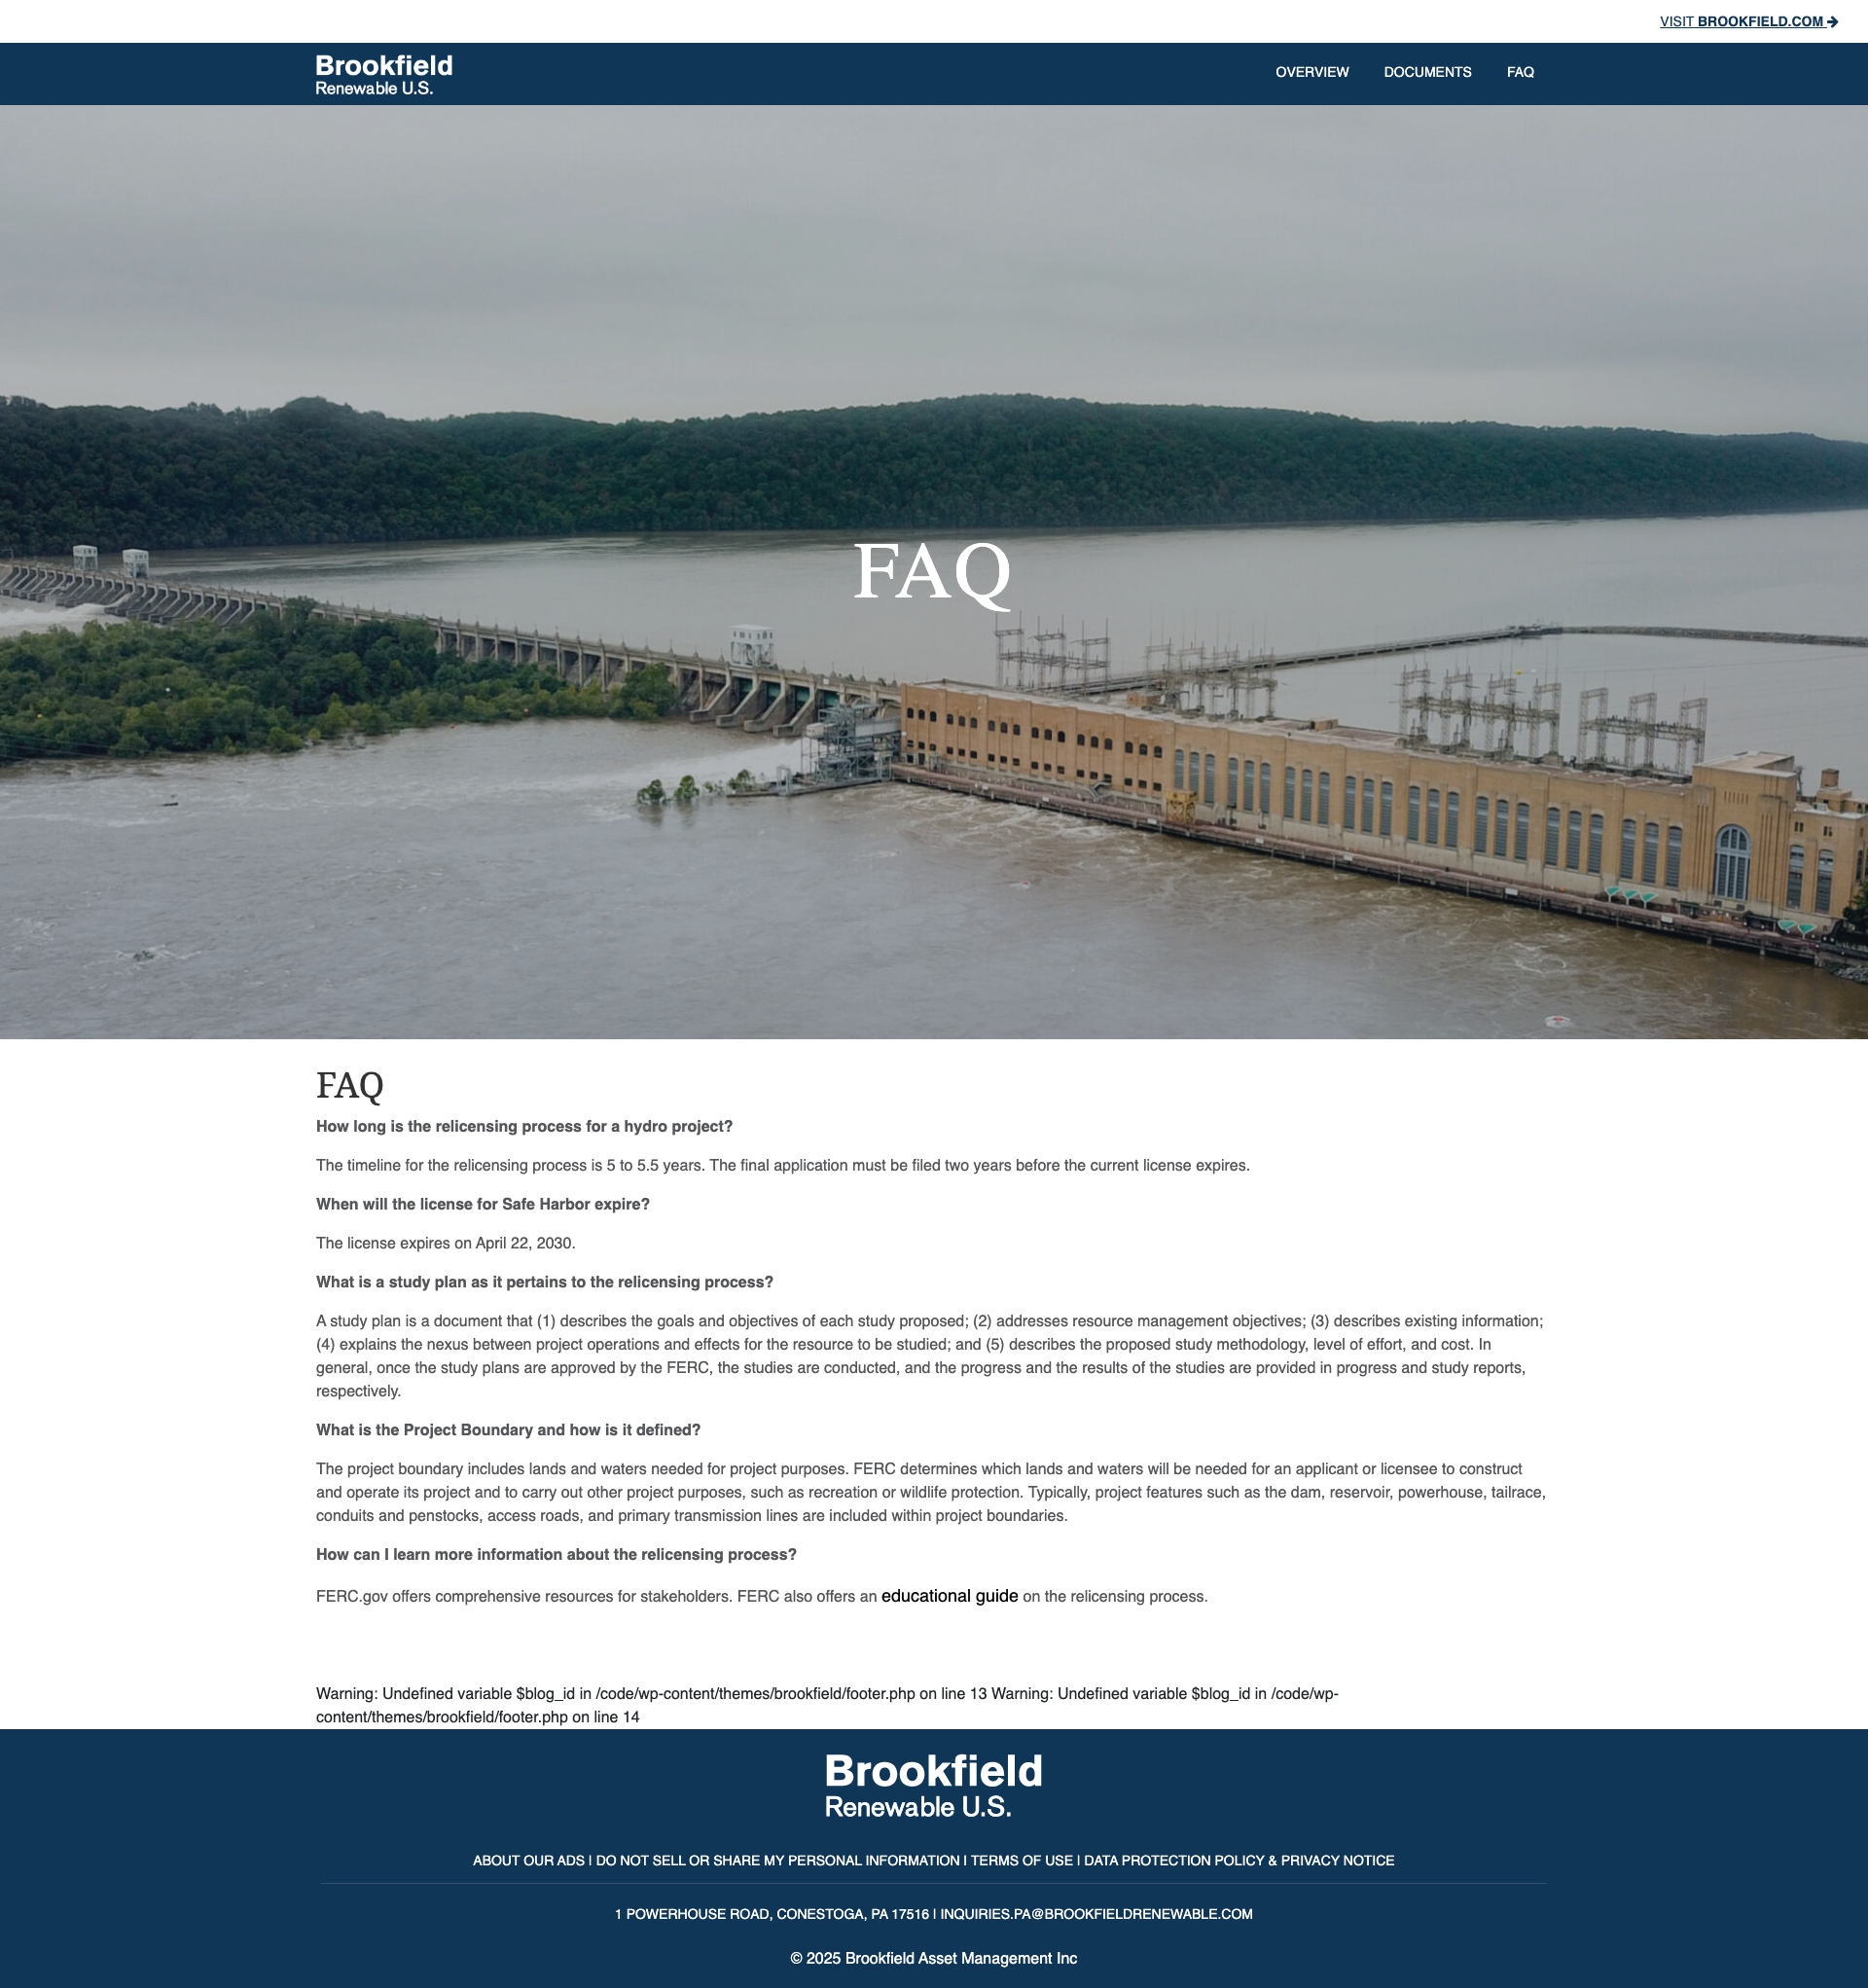 VISIT BROOKFIELD.COM
Brookfield
Renewable U.S.
OVERVIEW DOCUMENTS FAQ
FAQ
FAQ
How long is the relicensing process for a hydro project?
The timeline for the relicensing process is 5 to 5.5 years. The final application must be filed two years before the current license expires.
When will the license for Safe Harbor expire?
The license expires on April 22, 2030.
What is a study plan as it pertains to the relicensing process?
A study plan is a document that (1) describes the goals and objectives of each study proposed; (2) addresses resource management objectives; (3) describes existing information;
(4) explains the nexus between project operations and effects for the resource to be studied; and (5) describes the proposed study methodology, level of effort, and cost. In
general, once the study plans are approved by the FERC, the studies are conducted, and the progress and the results of the studies are provided in progress and study reports,
respectively.
What is the Project Boundary and how is it defined?
The project boundary includes lands and waters needed for project purposes. FERC determines which lands and waters will be needed for an applicant or licensee to construct
and operate its project and to carry out other project purposes, such as recreation or wildlife protection. Typically, project features such as the dam, reservoir, powerhouse, tailrace,
conduits and penstocks, access roads, and primary transmission lines are included within project boundaries.
How can I learn more information about the relicensing process?
FERC.gov offers comprehensive resources for stakeholders. FERC also offers an educational guide on the relicensing process.
Warning: Undefined variable $blog_id in /code/wp-content/themes/brookfield/footer.php on line 13 Warning: Undefined variable $blog_id in /code/wp-
content/themes/brookfield/footer.php on line 14
Brookfield
Renewable U.S.
ABOUT OUR ADS | DO NOT SELL OR SHARE MY PERSONAL INFORMATION | TERMS OF USE | DATA PROTECTION POLICY & PRIVACY NOTICE
1 POWERHOUSE ROAD, CONESTOGA, PA 17516 | INQUIRIES.PA@BROOKFIELDRENEWABLE.COM
© 2025 Brookfield Asset Management Inc